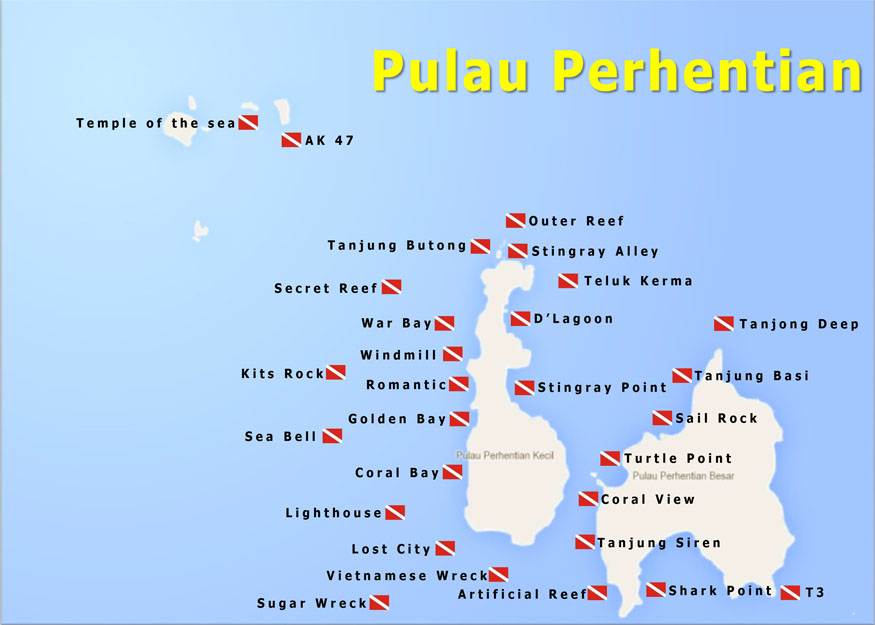 Pulau Perhentian
Temple of the sea
AK 47
Outer Reef
Tanjung Butong
Stingray Alley
Teluk Kerma
Secret Reef
D'Lagoon
War Bay
Tanjong Deep
Windmill
Kits Rock
Tanjung Basi
Romantic
Stingray Point
Golden Bay
Sail Rock
Sea Bell
Pulau Perhentian Kecil
Turtle Point
Coral Bay
Pulau Perhentian Besar
Coral View
Lighthouse
Tanjung Siren
Lost City
Vietnamese Wreck
Shark Point
T3
Artificial Reef
Sugar Wreck